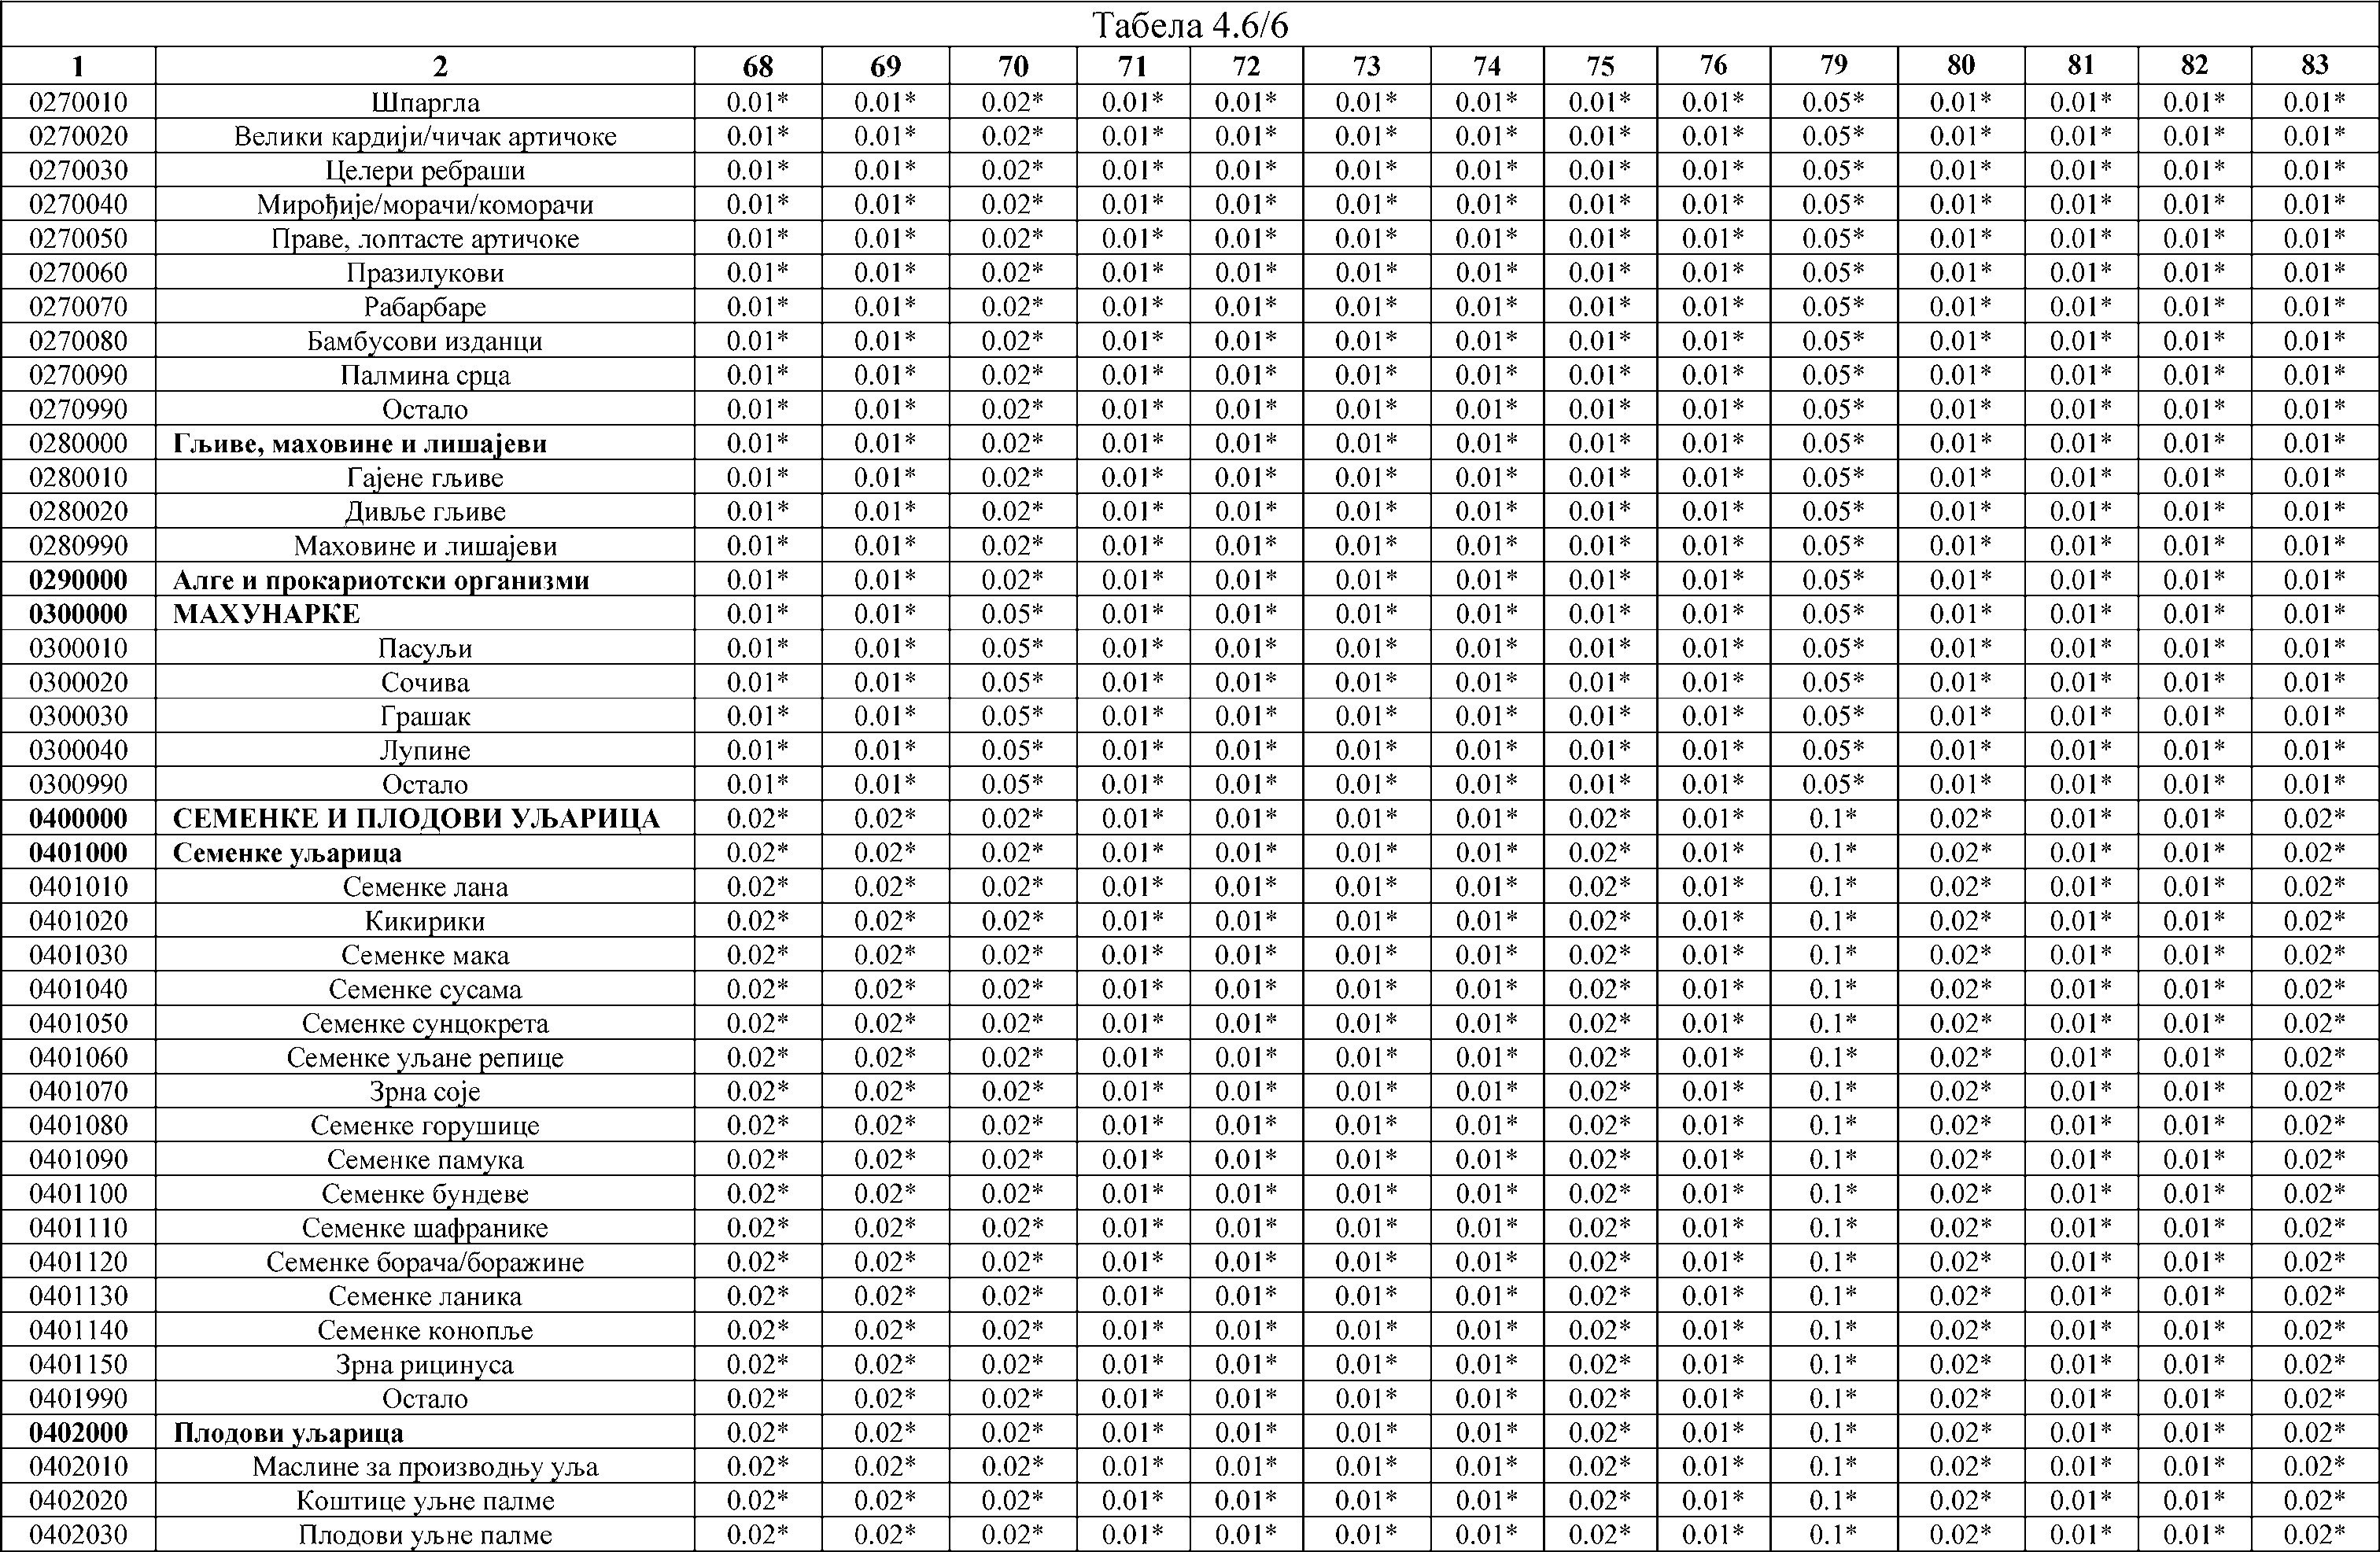 Табела 4.6/6
1 2 68 69 70 71 72 73 74 75 76 79 80 81 82 83
0270010 Шпаргла 0.01* 0.01* 0.02* 0.01* 0.01* 0.01* 0.01* 0.01* 0.01* 0.05* 0.01* 0.01* 0.01* 0.01*
0270020 Велики кардији/чичак артичоке 0.01* 0.01* 0.02* 0.01* 0.01* 0.01* 0.01* 0.01* 0.01* 0.05* 0.01* 0.01* 0.01* 0.01*
0270030 Целери ребраши 0.01* 0.01* 0.02* 0.01* 0.01* 0.01* 0.01* 0.01* 0.01* 0.05* 0.01* 0.01* 0.01* 0.01*
0270040 Мирођије/морачи/коморачи 0.01* 0.01* 0.02* 0.01* 0.01* 0.01* 0.01* 0.01* 0.01* 0.05* 0.01* 0.01* 0.01* 0.01*
0270050 Праве, лоптасте артичоке 0.01* 0.01* 0.02* 0.01* 0.01* 0.01* 0.01* 0.01* 0.01* 0.05* 0.01* 0.01* 0.01* 0.01*
0270060 Празилукови 0.01* 0.01* 0.02* 0.01* 0.01* 0.01* 0.01* 0.01* 0.01* 0.05* 0.01* 0.01* 0.01* 0.01*
0270070 Рабарбаре 0.01* 0.01* 0.02* 0.01* 0.01* 0.01* 0.01* 0.01* 0.01* 0.05* 0.01* 0.01* 0.01* 0.01*
0270080 Бамбусови изданци 0.01* 0.01* 0.02* 0.01* 0.01* 0.01* 0.01* 0.01* 0.01* 0.05* 0.01* 0.01* 0.01* 0.01*
0270090 Палмина срца 0.01* 0.01* 0.02* 0.01* 0.01* 0.01* 0.01* 0.01* 0.01* 0.05* 0.01* 0.01* 0.01* 0.01*
0270990 Остало 0.01* 0.01* 0.02* 0.01* 0.01* 0.01* 0.01* 0.01* 0.01* 0.05* 0.01* 0.01* 0.01* 0.01*
0280000 Гљиве, маховине и лишајеви 0.01* 0.01* 0.02* 0.01* 0.01* 0.01* 0.01* 0.01* 0.01* 0.05* 0.01* 0.01* 0.01* 0.01*
0280010 Гајене гљиве 0.01* 0.01* 0.02* 0.01* 0.01* 0.01* 0.01* 0.01* 0.01* 0.05* 0.01* 0.01* 0.01* 0.01*
0280020 Дивље гљиве 0.01* 0.01* 0.02* 0.01* 0.01* 0.01* 0.01* 0.01* 0.01* 0.05* 0.01* 0.01* 0.01* 0.01*
0280990 Маховине и лишајеви 0.01* 0.01* 0.02* 0.01* 0.01* 0.01* 0.01* 0.01* 0.01* 0.05* 0.01* 0.01* 0.01* 0.01*
0290000 Алге и прокариотски организми 0.01* 0.01* 0.02* 0.01* 0.01* 0.01* 0.01* 0.01* 0.01* 0.05* 0.01* 0.01* 0.01* 0.01*
0300000 МАХУНАРКЕ 0.01* 0.01* 0.05* 0.01* 0.01* 0.01* 0.01* 0.01* 0.01* 0.05* 0.01* 0.01* 0.01* 0.01*
0300010 Пасуљи 0.01* 0.01* 0.05* 0.01* 0.01* 0.01* 0.01* 0.01* 0.01* 0.05* 0.01* 0.01* 0.01* 0.01*
0300020 Сочива 0.01* 0.01* 0.05* 0.01* 0.01* 0.01* 0.01* 0.01* 0.01* 0.05* 0.01* 0.01* 0.01* 0.01*
0300030 Грашак 0.01* 0.01* 0.05* 0.01* 0.01* 0.01* 0.01* 0.01* 0.01* 0.05* 0.01* 0.01* 0.01* 0.01*
0300040 Лупине 0.01* 0.01* 0.05* 0.01* 0.01* 0.01* 0.01* 0.01* 0.01* 0.05* 0.01* 0.01* 0.01* 0.01*
0300990 Остало 0.01* 0.01* 0.05* 0.01* 0.01* 0.01* 0.01* 0.01* 0.01* 0.05* 0.01* 0.01* 0.01* 0.01*
0400000 СЕМЕНКЕ И ПЛОДОВИ УЉАРИЦА 0.02* 0.02* 0.02* 0.01* 0.01* 0.01* 0.01* 0.02* 0.01* 0.1* 0.02* 0.01* 0.01* 0.02*
0401000 Семенке уљарица 0.02* 0.02* 0.02* 0.01* 0.01* 0.01* 0.01* 0.02* 0.01* 0.1* 0.02* 0.01* 0.01* 0.02*
0401010 Семенке лана 0.02* 0.02* 0.02* 0.01* 0.01* 0.01* 0.01* 0.02* 0.01* 0.1* 0.02* 0.01* 0.01* 0.02*
0401020 Кикирики 0.02* 0.02* 0.02* 0.01* 0.01* 0.01* 0.01* 0.02* 0.01* 0.1* 0.02* 0.01* 0.01* 0.02*
0401030 Семенке мака 0.02* 0.02* 0.02* 0.01* 0.01* 0.01* 0.01* 0.02* 0.01* 0.1* 0.02* 0.01* 0.01* 0.02*
0401040 Семенке сусама 0.02* 0.02* 0.02* 0.01* 0.01* 0.01* 0.01* 0.02* 0.01* 0.1* 0.02* 0.01* 0.01* 0.02*
0401050 Семенке сунцокрета 0.02* 0.02* 0.02* 0.01* 0.01* 0.01* 0.01* 0.02* 0.01* 0.1* 0.02* 0.01* 0.01* 0.02*
0401060 Семенке уљане репице 0.02* 0.02* 0.02* 0.01* 0.01* 0.01* 0.01* 0.02* 0.01* 0.1* 0.02* 0.01* 0.01* 0.02*
0401070 Зрна соје 0.02* 0.02* 0.02* 0.01* 0.01* 0.01* 0.01* 0.02* 0.01* 0.1* 0.02* 0.01* 0.01* 0.02*
0401080 Семенке горушице 0.02* 0.02* 0.02* 0.01* 0.01* 0.01* 0.01* 0.02* 0.01* 0.1* 0.02* 0.01* 0.01* 0.02*
0401090 Семенке памука 0.02* 0.02* 0.02* 0.01* 0.01* 0.01* 0.01* 0.02* 0.01* 0.1* 0.02* 0.01* 0.01* 0.02*
0401100 Семенке бундеве 0.02* 0.02* 0.02* 0.01* 0.01* 0.01* 0.01* 0.02* 0.01* 0.1* 0.02* 0.01* 0.01* 0.02*
0401110 Семенке шафранике 0.02* 0.02* 0.02* 0.01* 0.01* 0.01* 0.01* 0.02* 0.01* 0.1* 0.02* 0.01* 0.01* 0.02*
0401120 Семенке борача/боражине 0.02* 0.02* 0.02* 0.01* 0.01* 0.01* 0.01* 0.02* 0.01* 0.1* 0.02* 0.01* 0.01* 0.02*
0401130 Семенке ланика 0.02* 0.02* 0.02* 0.01* 0.01* 0.01* 0.01* 0.02* 0.01* 0.1* 0.02* 0.01* 0.01* 0.02*
0401140 Семенке конопље 0.02* 0.02* 0.02* 0.01* 0.01* 0.01* 0.01* 0.02* 0.01* 0.1* 0.02* 0.01* 0.01* 0.02*
0401150 Зрна рицинуса 0.02* 0.02* 0.02* 0.01* 0.01* 0.01* 0.01* 0.02* 0.01* 0.1* 0.02* 0.01* 0.01* 0.02*
0401990 Остало 0.02* 0.02* 0.02* 0.01* 0.01* 0.01* 0.01* 0.02* 0.01* 0.1* 0.02* 0.01* 0.01* 0.02*
0402000 Плодови уљарица 0.02* 0.02* 0.02* 0.01* 0.01* 0.01* 0.01* 0.02* 0.01* 0.1* 0.02* 0.01* 0.01* 0.02*
0402010 Маслине за производњу уља 0.02* 0.02* 0.02* 0.01* 0.01* 0.01* 0.01* 0.02* 0.01* 0.1* 0.02* 0.01* 0.01* 0.02*
0402020 Коштице уљне палме 0.02* 0.02* 0.02* 0.01* 0.01* 0.01* 0.01* 0.02* 0.01* 0.1* 0.02* 0.01* 0.01* 0.02*
0402030 Плодови уљне палме 0.02* 0.02* 0.02* 0.01* 0.01* 0.01* 0.01* 0.02* 0.01* 0.1* 0.02* 0.01* 0.01* 0.02*